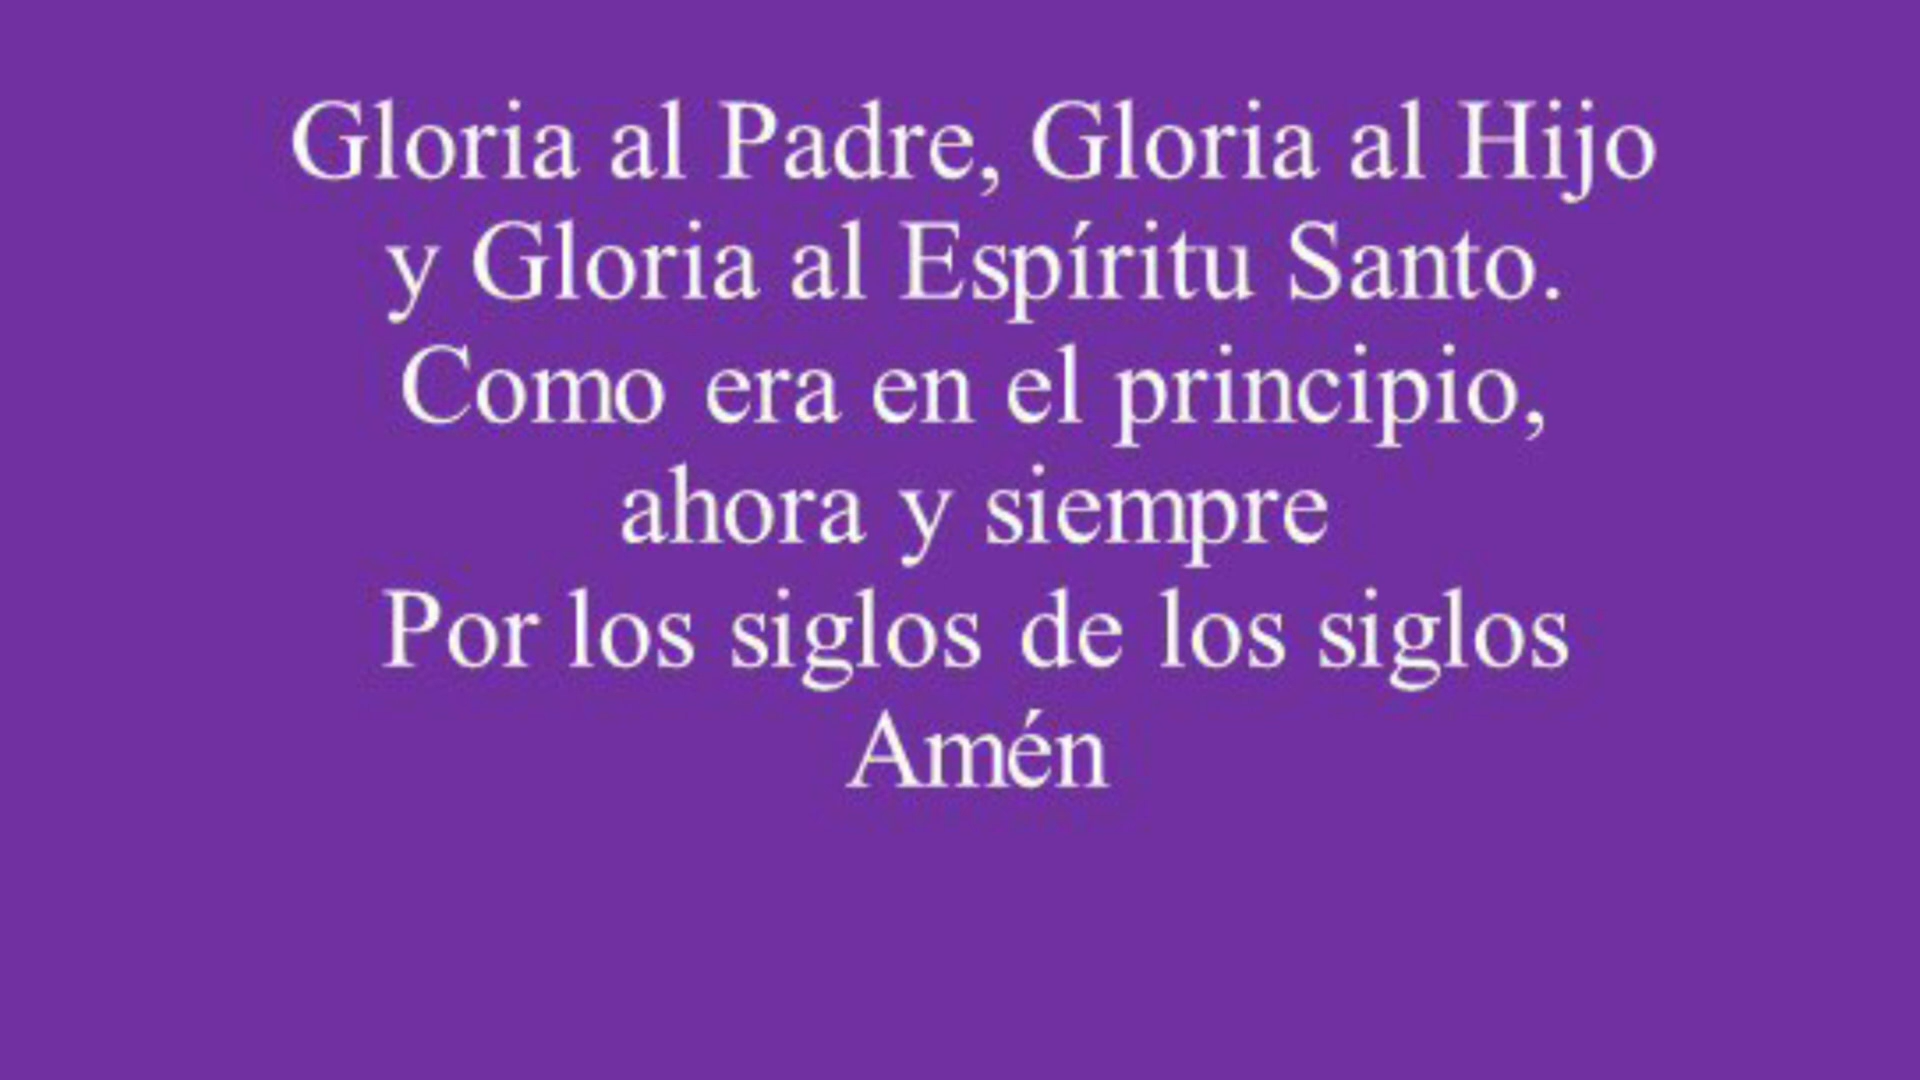 Gloria al Padre, Gloria al Hijo
y Gloria al Espíritu Santo.
Como era en el principio,
ahora y siempre
Por los siglos de los siglos
Amén